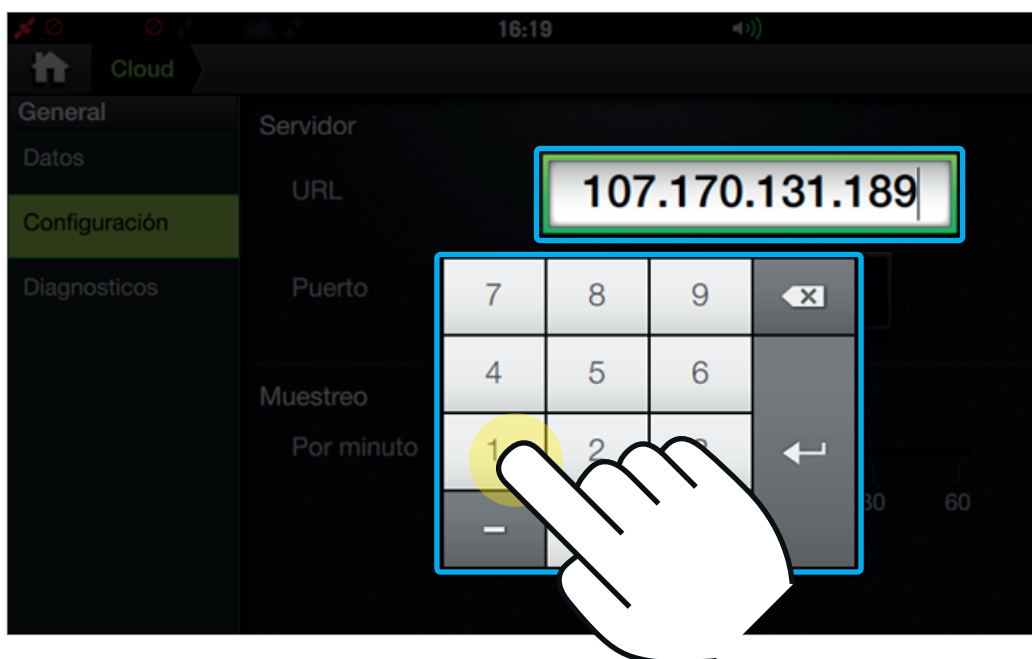 16:19
Cloud
General
Datos
Configuración
Diagnosticos
Servidor
URL
107.170.131.189
Puerto
7 8 9
4 5 6
1 2
Muestreo
Por minuto
30 60